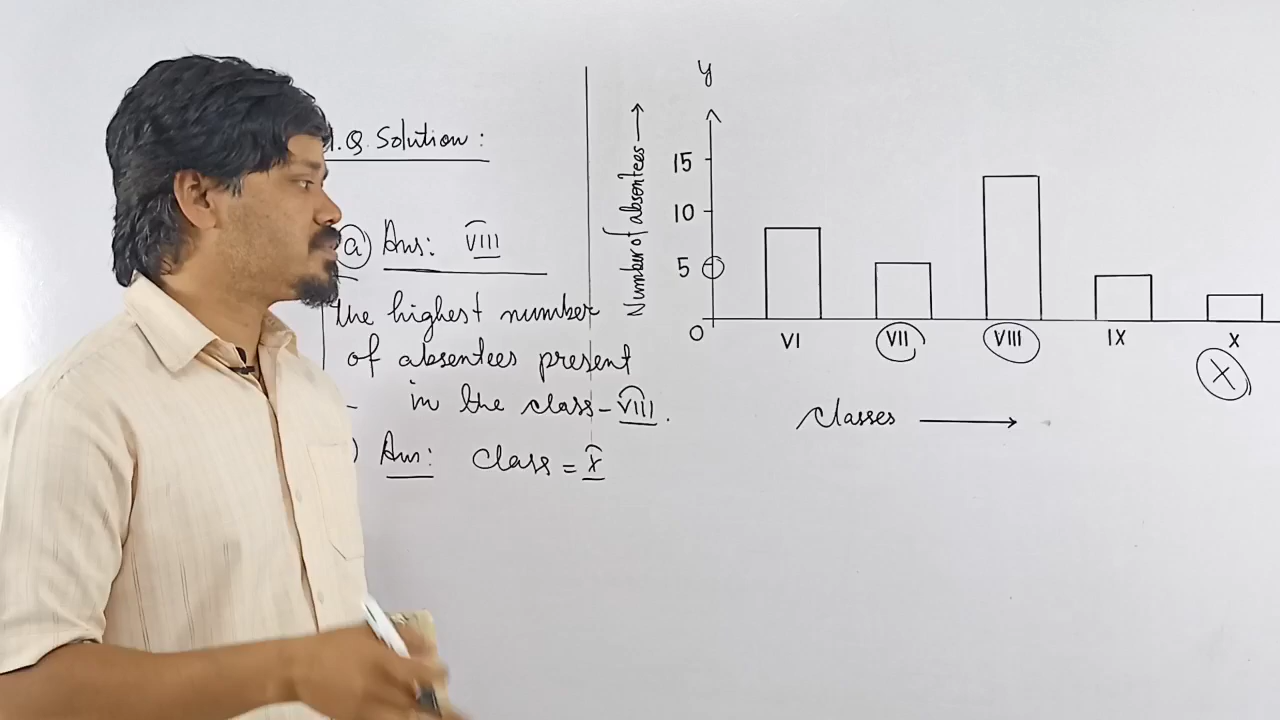 .Q. Solution :
a) Ans: VIII
the highest number
of absentees present
in the class – VIII.
) Ans: class = X
y
Number of absentees →
15
10
5
0
VI VII VIII IX X
X
Classes →